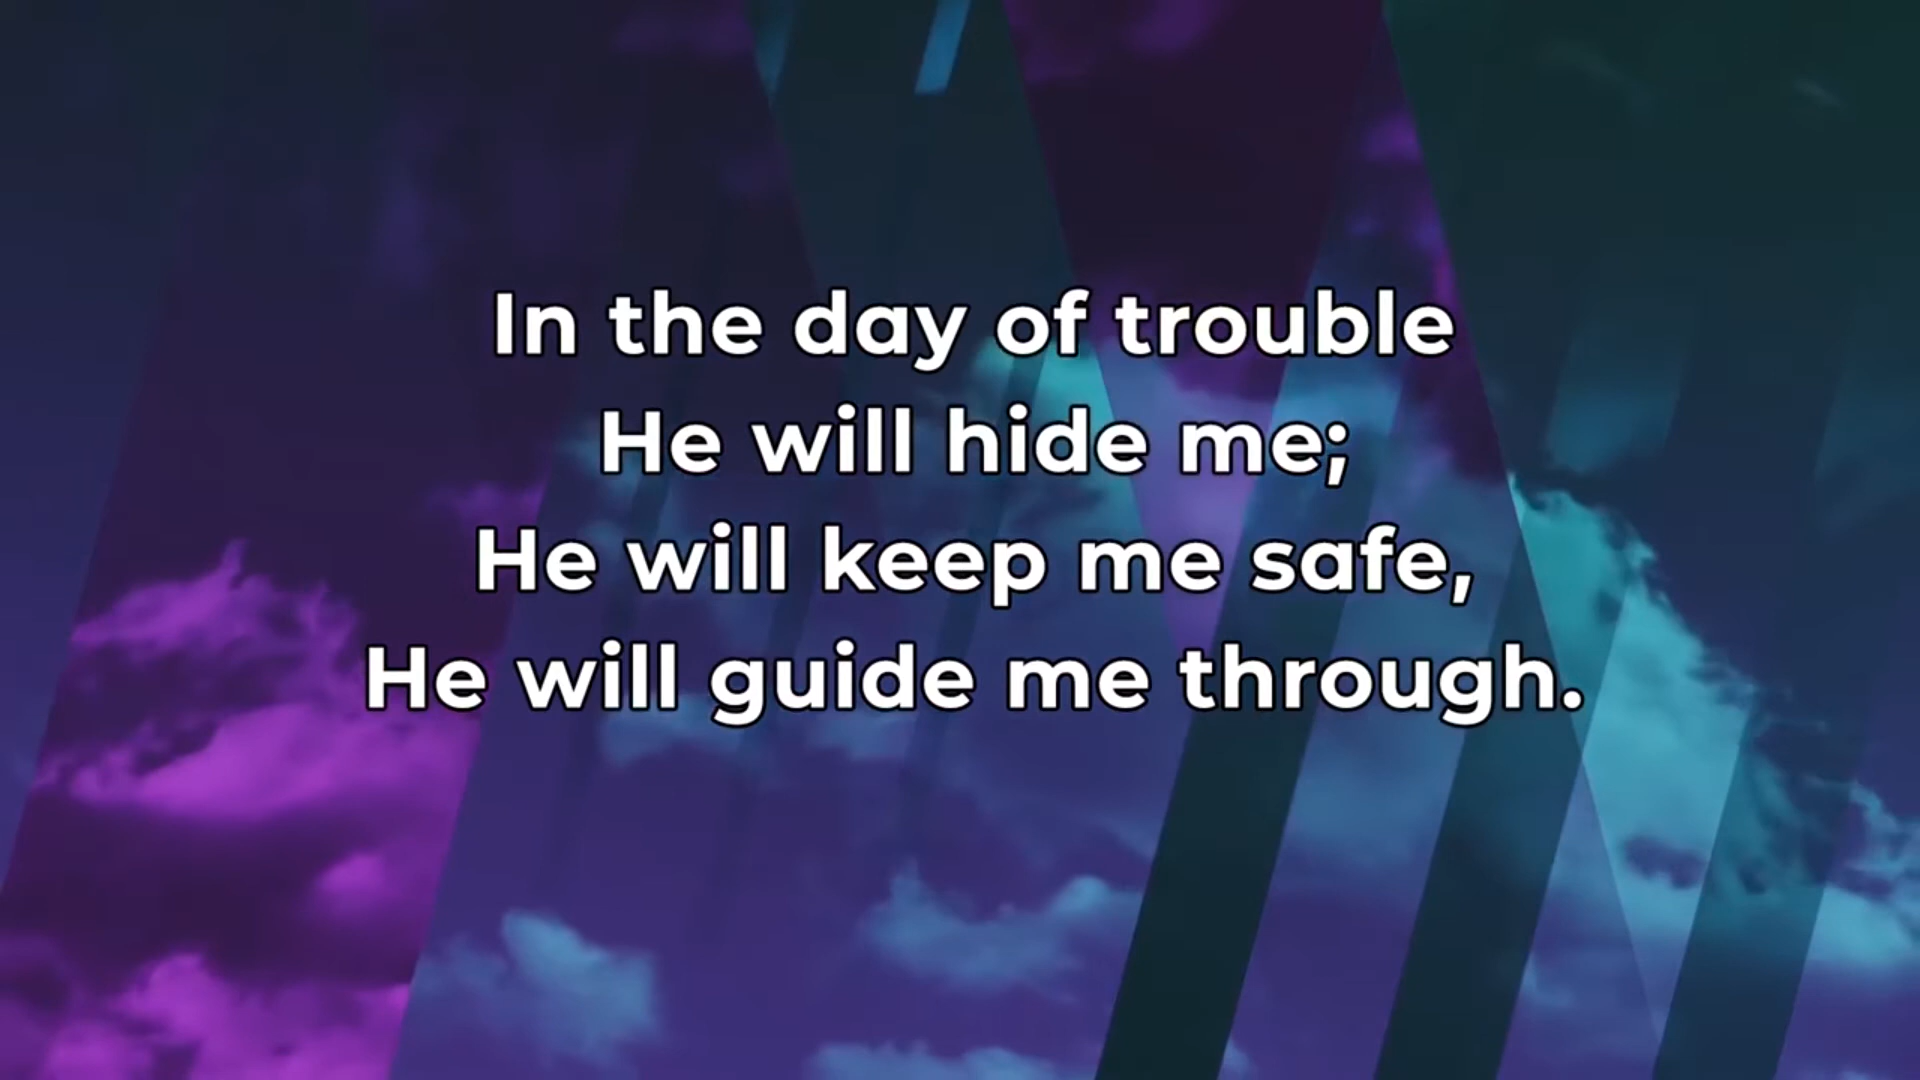 In the day of trouble
He will hide me;
He will keep me safe,
He will guide me through.